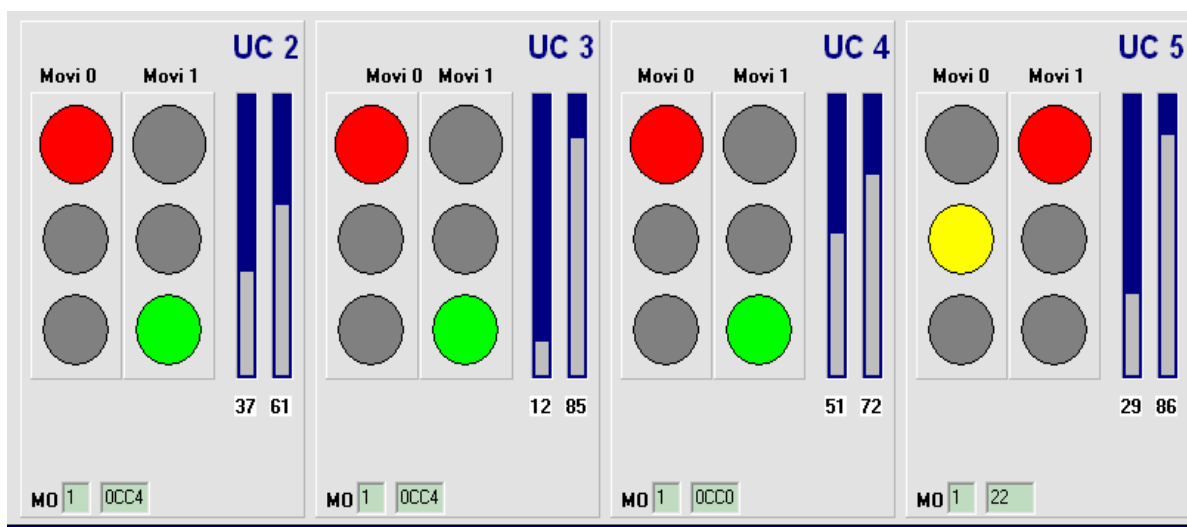 UC 2
Movi 0 Movi 1
37 61
MO 1 0CC4
UC 3
Movi 0 Movi 1
12 85
MO 1 0CC4
UC 4
Movi 0 Movi 1
51 72
MO 1 0CC0
UC 5
Movi 0 Movi 1
29 86
MO 1 22